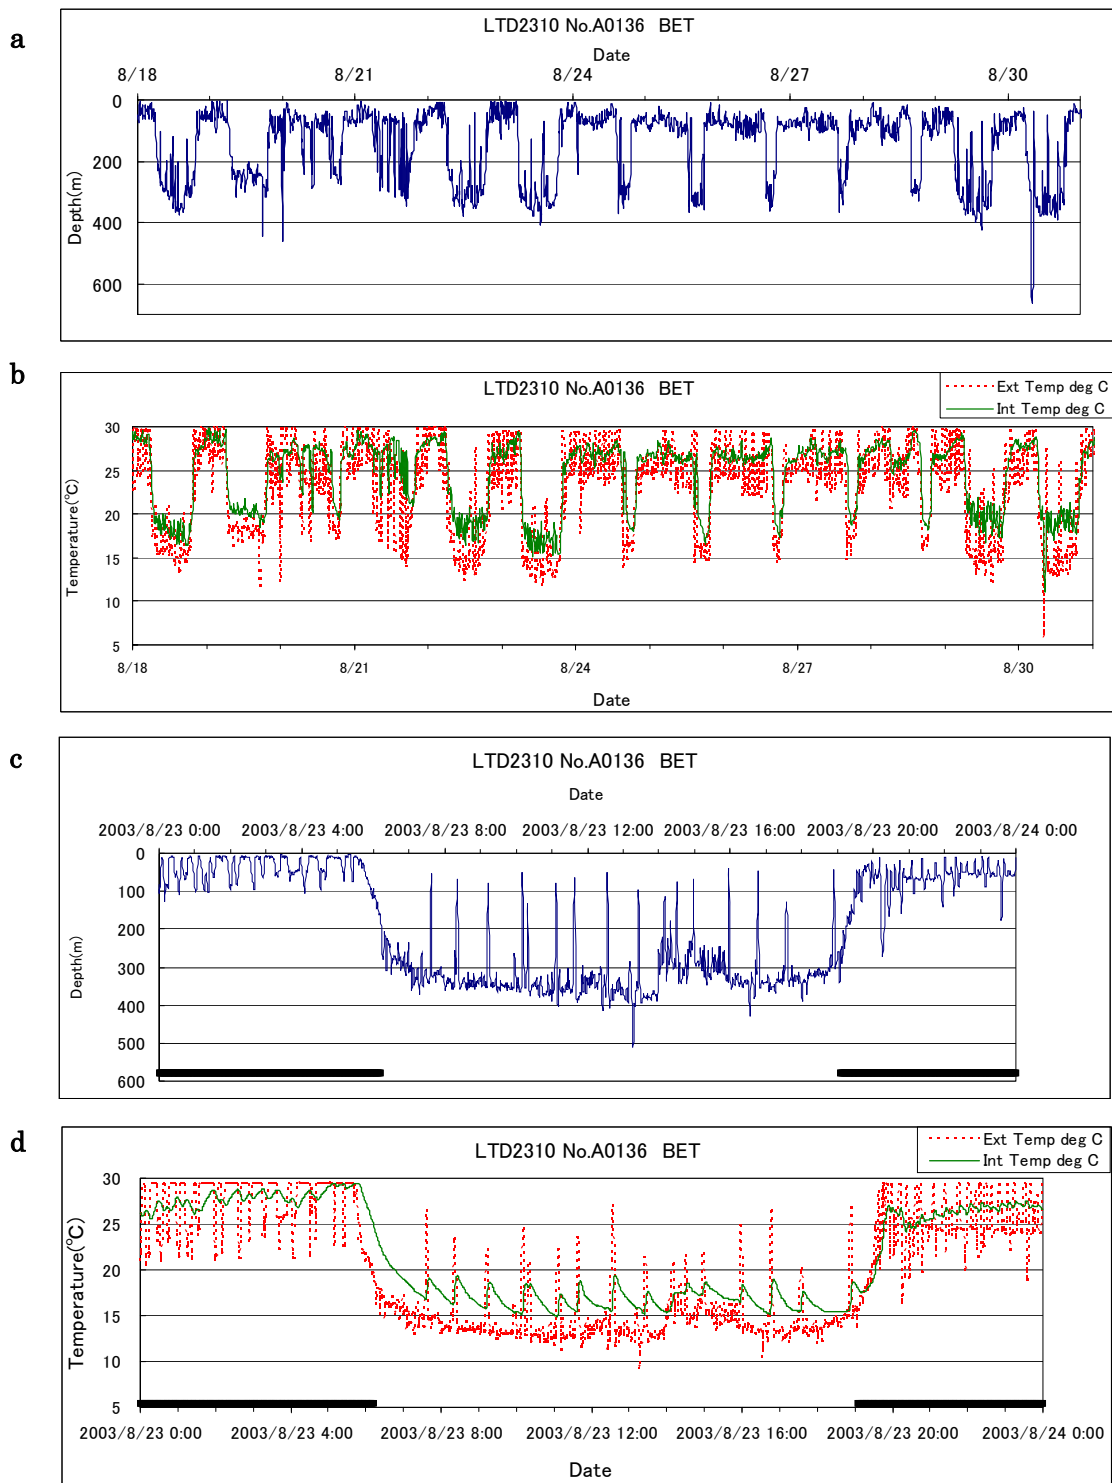 a
LTD2310 No.A0136 BET
Date
8/18 8/21 8/24 8/27 8/30
0
200
400
600
Depth(m)
b
LTD2310 No.A0136 BET
Ext Temp deg C
Int Temp deg C
30
25
20
15
10
5
Temperature(℃)
8/18 8/21 8/24 8/27 8/30
Date
c
LTD2310 No.A0136 BET
Date
2003/8/23 0:00 2003/8/23 4:00 2003/8/23 8:00 2003/8/23 12:00 2003/8/23 16:00 2003/8/23 20:00 2003/8/24 0:00
0
100
200
300
400
500
600
Depth(m)
d
LTD2310 No.A0136 BET
Ext Temp deg C
Int Temp deg C
30
25
20
15
10
5
Temperature(℃)
2003/8/23 0:00 2003/8/23 4:00 2003/8/23 8:00 2003/8/23 12:00 2003/8/23 16:00 2003/8/23 20:00 2003/8/24 0:00
Date